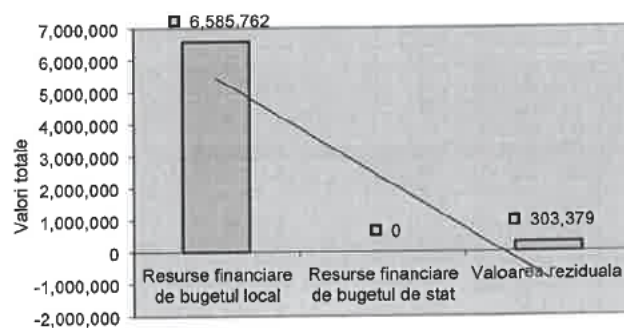 6,585,762
7,000,000
6,000,000
5,000,000
4,000,000
3,000,000
2,000,000
1,000,000
0
-1,000,000
-2,000,000
Valori totale
0
303,379
Resurse financiare
de bugetul local
Resurse financiare
de bugetul de stat
Valoarea reziduala